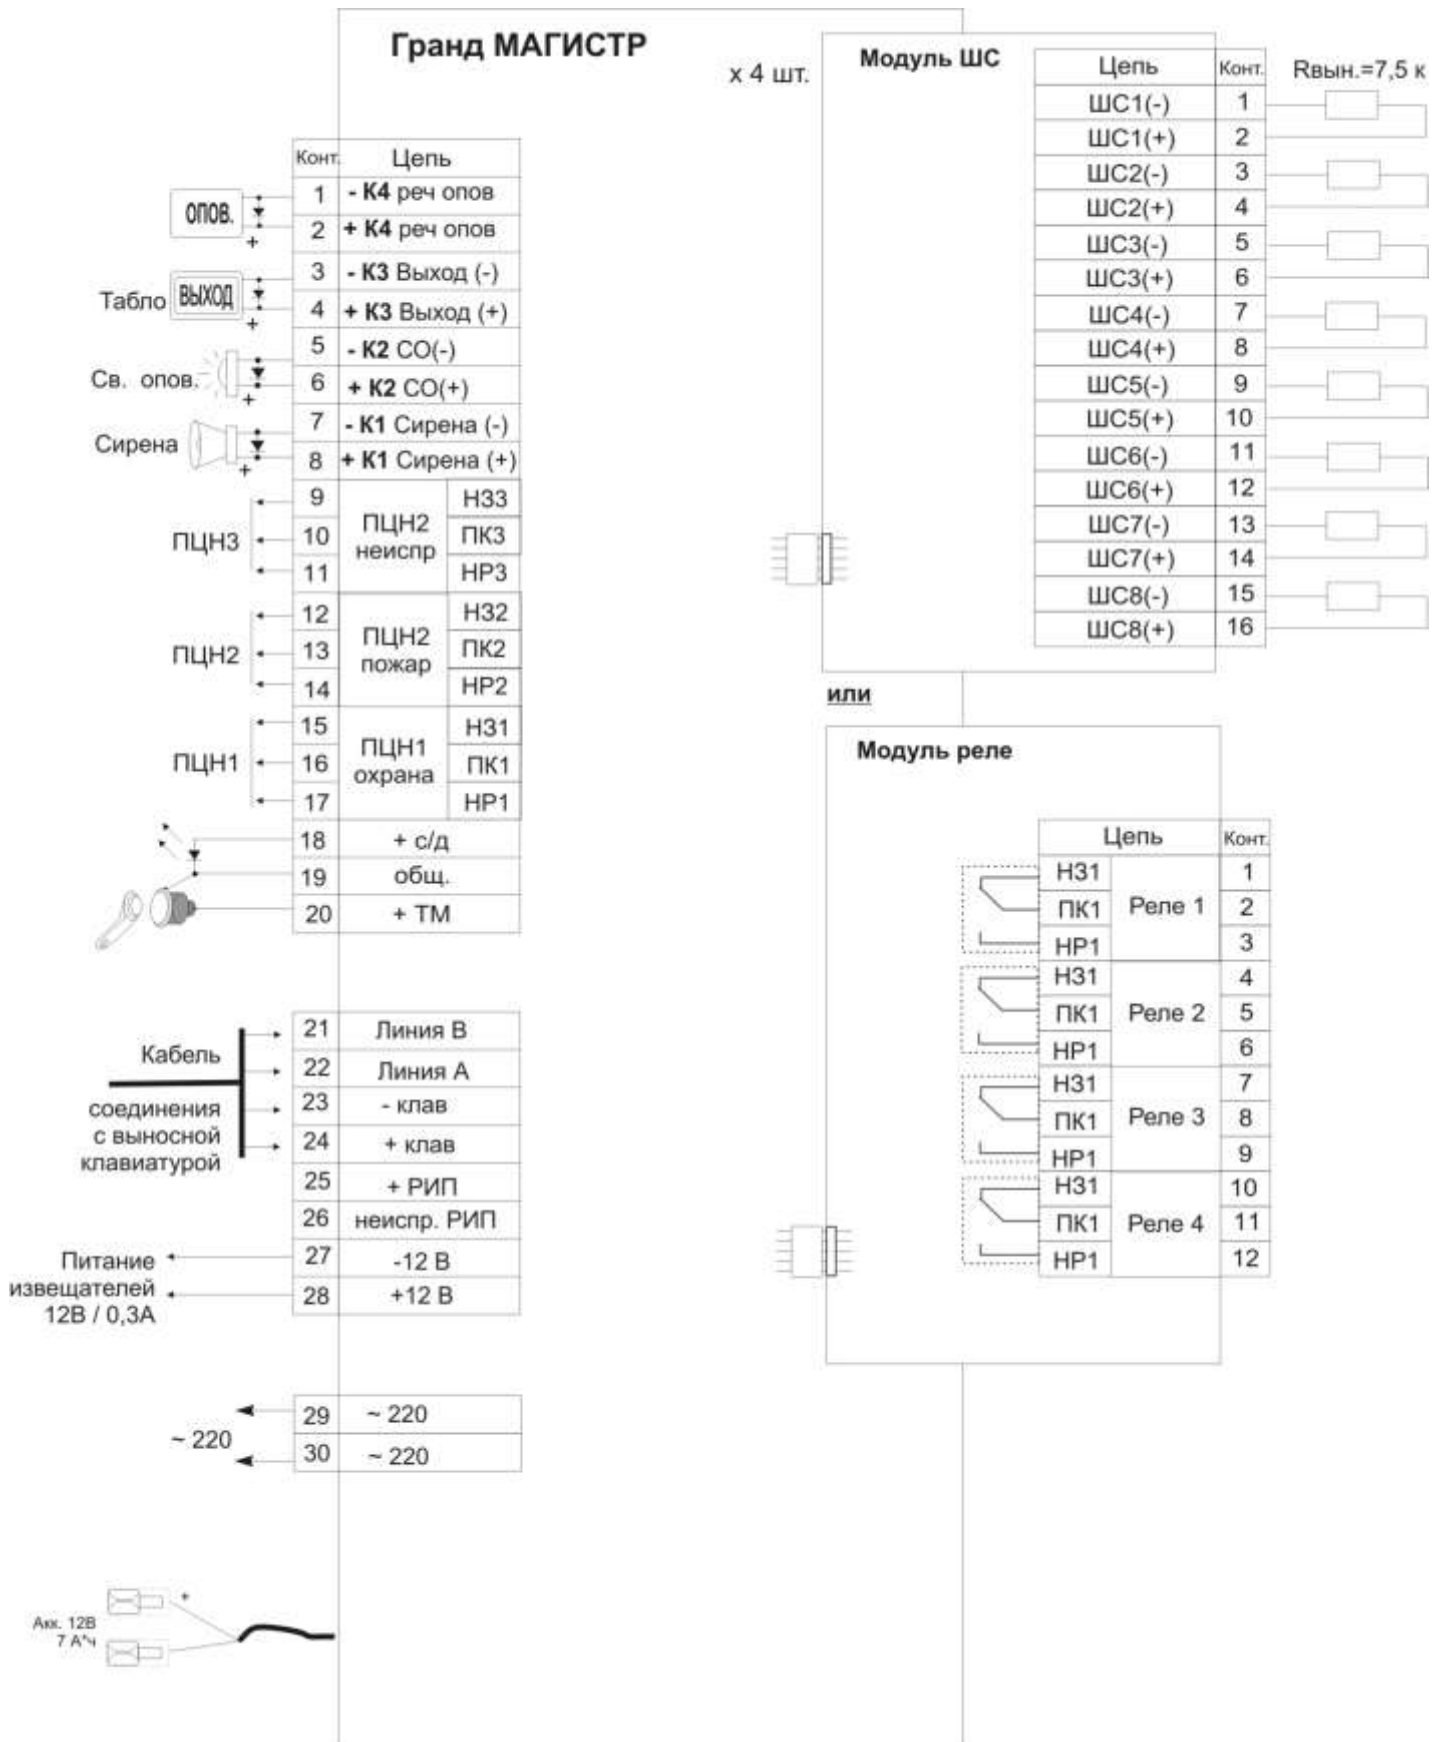 Гранд МАГИСТР
Конт. Цепь
ОПОВ.
+
1 - К4 реч опов
2 + К4 реч опов
Табло
ВЫХОД
+
3 - К3 Выход (-)
4 + К3 Выход (+)
Св. опов.
+
5 - К2 СО(-)
6 + К2 СО(+)
Сирена
+
7 - К1 Сирена (-)
8 + К1 Сирена (+)
ПЦН3
9 НЗ3
10 ПЦН2 ПК3
неиспр
11 НР3
ПЦН2
12 НЗ2
13 ПЦН2 ПК2
пожар
14 НР2
ПЦН1
15 НЗ1
16 ПЦН1 ПК1
охрана
17 НР1
18 + с/д
19 общ.
20 + ТМ
Кабель
соединения
с выносной
клавиатурой
21 Линия В
22 Линия А
23 - клав
24 + клав
25 + РИП
26 неиспр. РИП
Питание
извещателей
12В / 0,3А
27 -12 В
28 +12 В
~ 220
29 ~ 220
30 ~ 220
+
Акк. 12В
7 А*ч
х 4 шт.
Модуль ШС
Цепь Конт.
Rвын.=7,5 к
ШС1(-) 1
ШС1(+) 2
ШС2(-) 3
ШС2(+) 4
ШС3(-) 5
ШС3(+) 6
ШС4(-) 7
ШС4(+) 8
ШС5(-) 9
ШС5(+) 10
ШС6(-) 11
ШС6(+) 12
ШС7(-) 13
ШС7(+) 14
ШС8(-) 15
ШС8(+) 16
или
Модуль реле
Цепь Конт.
НЗ1 1
ПК1 Реле 1 2
НР1 3
НЗ1 4
ПК1 Реле 2 5
НР1 6
НЗ1 7
ПК1 Реле 3 8
НР1 9
НЗ1 10
ПК1 Реле 4 11
НР1 12